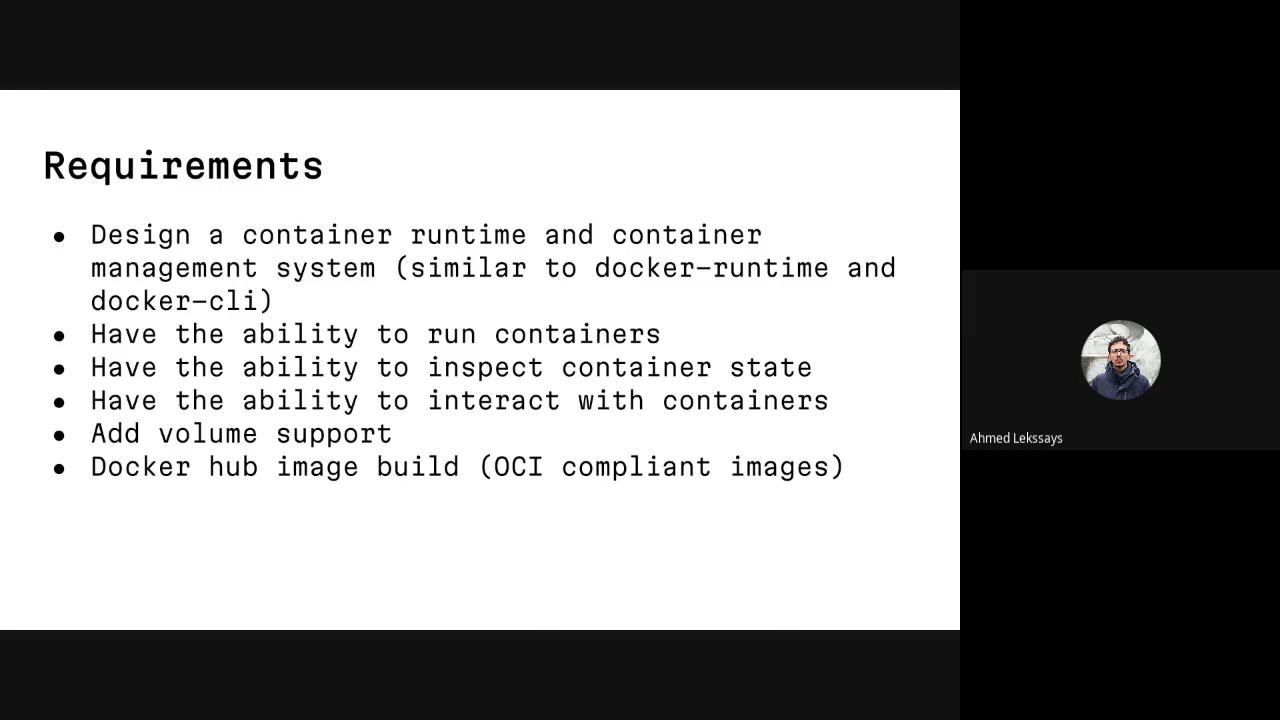 Requirements
● Design a container runtime and container
management system (similar to docker-runtime and
docker-cli)
● Have the ability to run containers
● Have the ability to inspect container state
● Have the ability to interact with containers
● Add volume support
● Docker hub image build (OCI compliant images)
Ahmed Lekssays